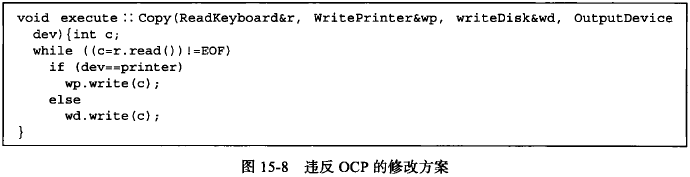 void execute::Copy(ReadKeyboard&r, WritePrinter&wp, writeDisk&wd, OutputDevice
dev){int c;
while ((c=r.read())!=EOF)
if (dev==printer)
wp.write(c);
else
wd.write(c);
}
图 15-8 违反 OCP 的修改方案